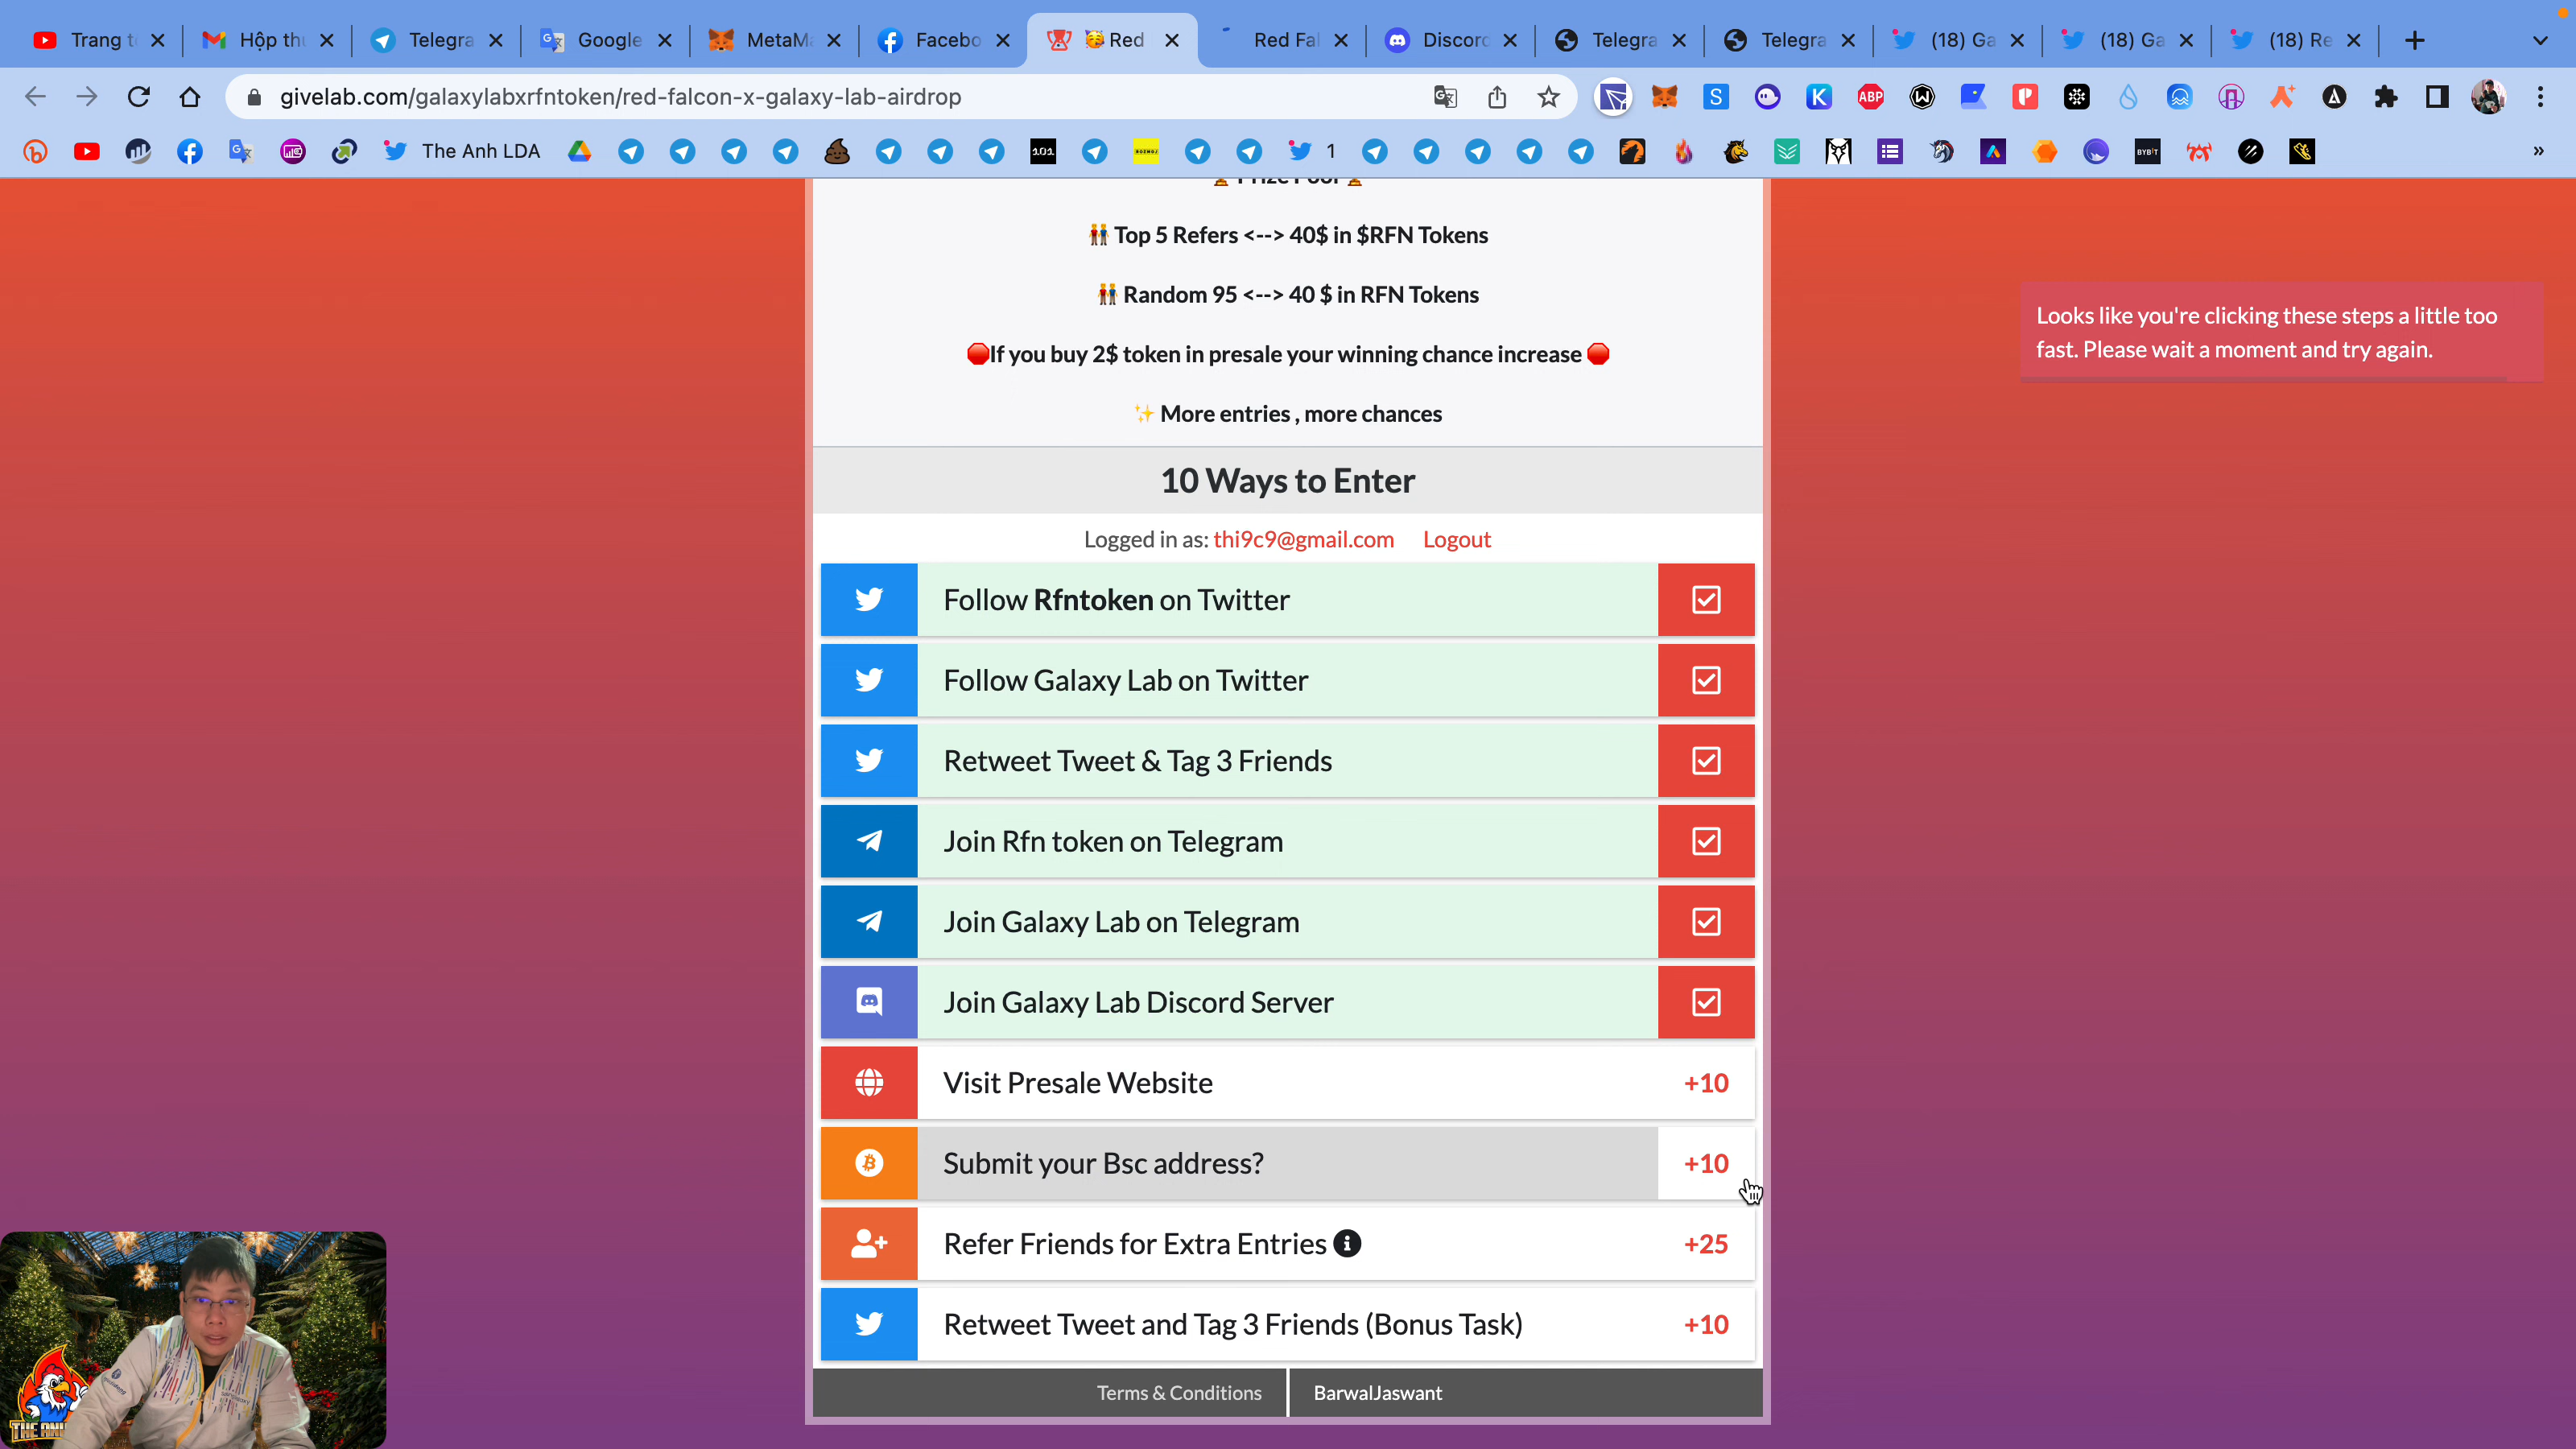 Trang t
Hộp thu
Telegra
Google
MetaMa
Facebo
Red
Red Fal
Discord
Telegra
Telegra
(18) Ga
(18) Ga
(18) Re
givelab.com/galaxylabxrfntoken/red-falcon-x-galaxy-lab-airdrop
The Anh LDA
1
Prize Pool
Top 5 Refers <--> 40$ in $RFN Tokens
Random 95 <--> 40 $ in RFN Tokens
If you buy 2$ token in presale your winning chance increase
More entries , more chances
Looks like you're clicking these steps a little too
fast. Please wait a moment and try again.
10 Ways to Enter
Logged in as: thi9c9@gmail.com Logout
Follow Rfntoken on Twitter
Follow Galaxy Lab on Twitter
Retweet Tweet & Tag 3 Friends
Join Rfn token on Telegram
Join Galaxy Lab on Telegram
Join Galaxy Lab Discord Server
Visit Presale Website +10
Submit your Bsc address? +10
Refer Friends for Extra Entries +25
Retweet Tweet and Tag 3 Friends (Bonus Task) +10
Terms & Conditions BarwalJaswant
THE ANH